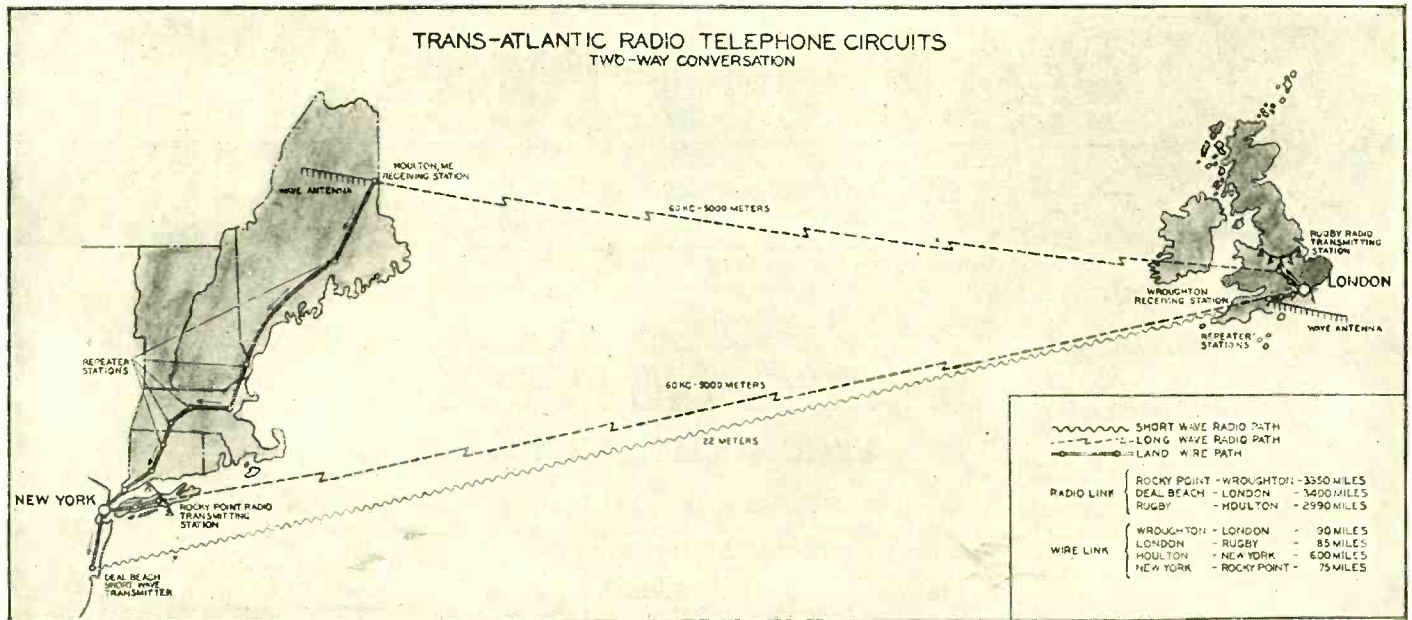 TRANS-ATLANTIC RADIO TELEPHONE CIRCUITS
TWO-WAY CONVERSATION
HOULTON, ME
RECEIVING STATION
WAVE ANTENNA
60 KC-5000 METERS
RUGBY RADIO
TRANSMITTING
STATION
LONDON
WROUGHTON
RECEIVING STATION
WAVE ANTENNA
REPEATER
STATIONS
REPEATER
STATIONS
60 KC-5000 METERS
22 METERS
NEW YORK
ROCKY POINT RADIO
TRANSMITTING
STATION
DEAL BEACH
SHORT WAVE
TRANSMITTER
SHORT WAVE RADIO PATH
LONG WAVE RADIO PATH
LAND WIRE PATH
RADIO LINK
ROCKY POINT - WROUGHTON - 3350 MILES
DEAL BEACH - LONDON - 3400 MILES
RUGBY - HOULTON - 2990 MILES
WIRE LINK
WROUGHTON - LONDON - 90 MILES
LONDON - RUGBY - 85 MILES
HOULTON - NEW YORK - 600 MILES
NEW YORK - ROCKY POINT - 75 MILES